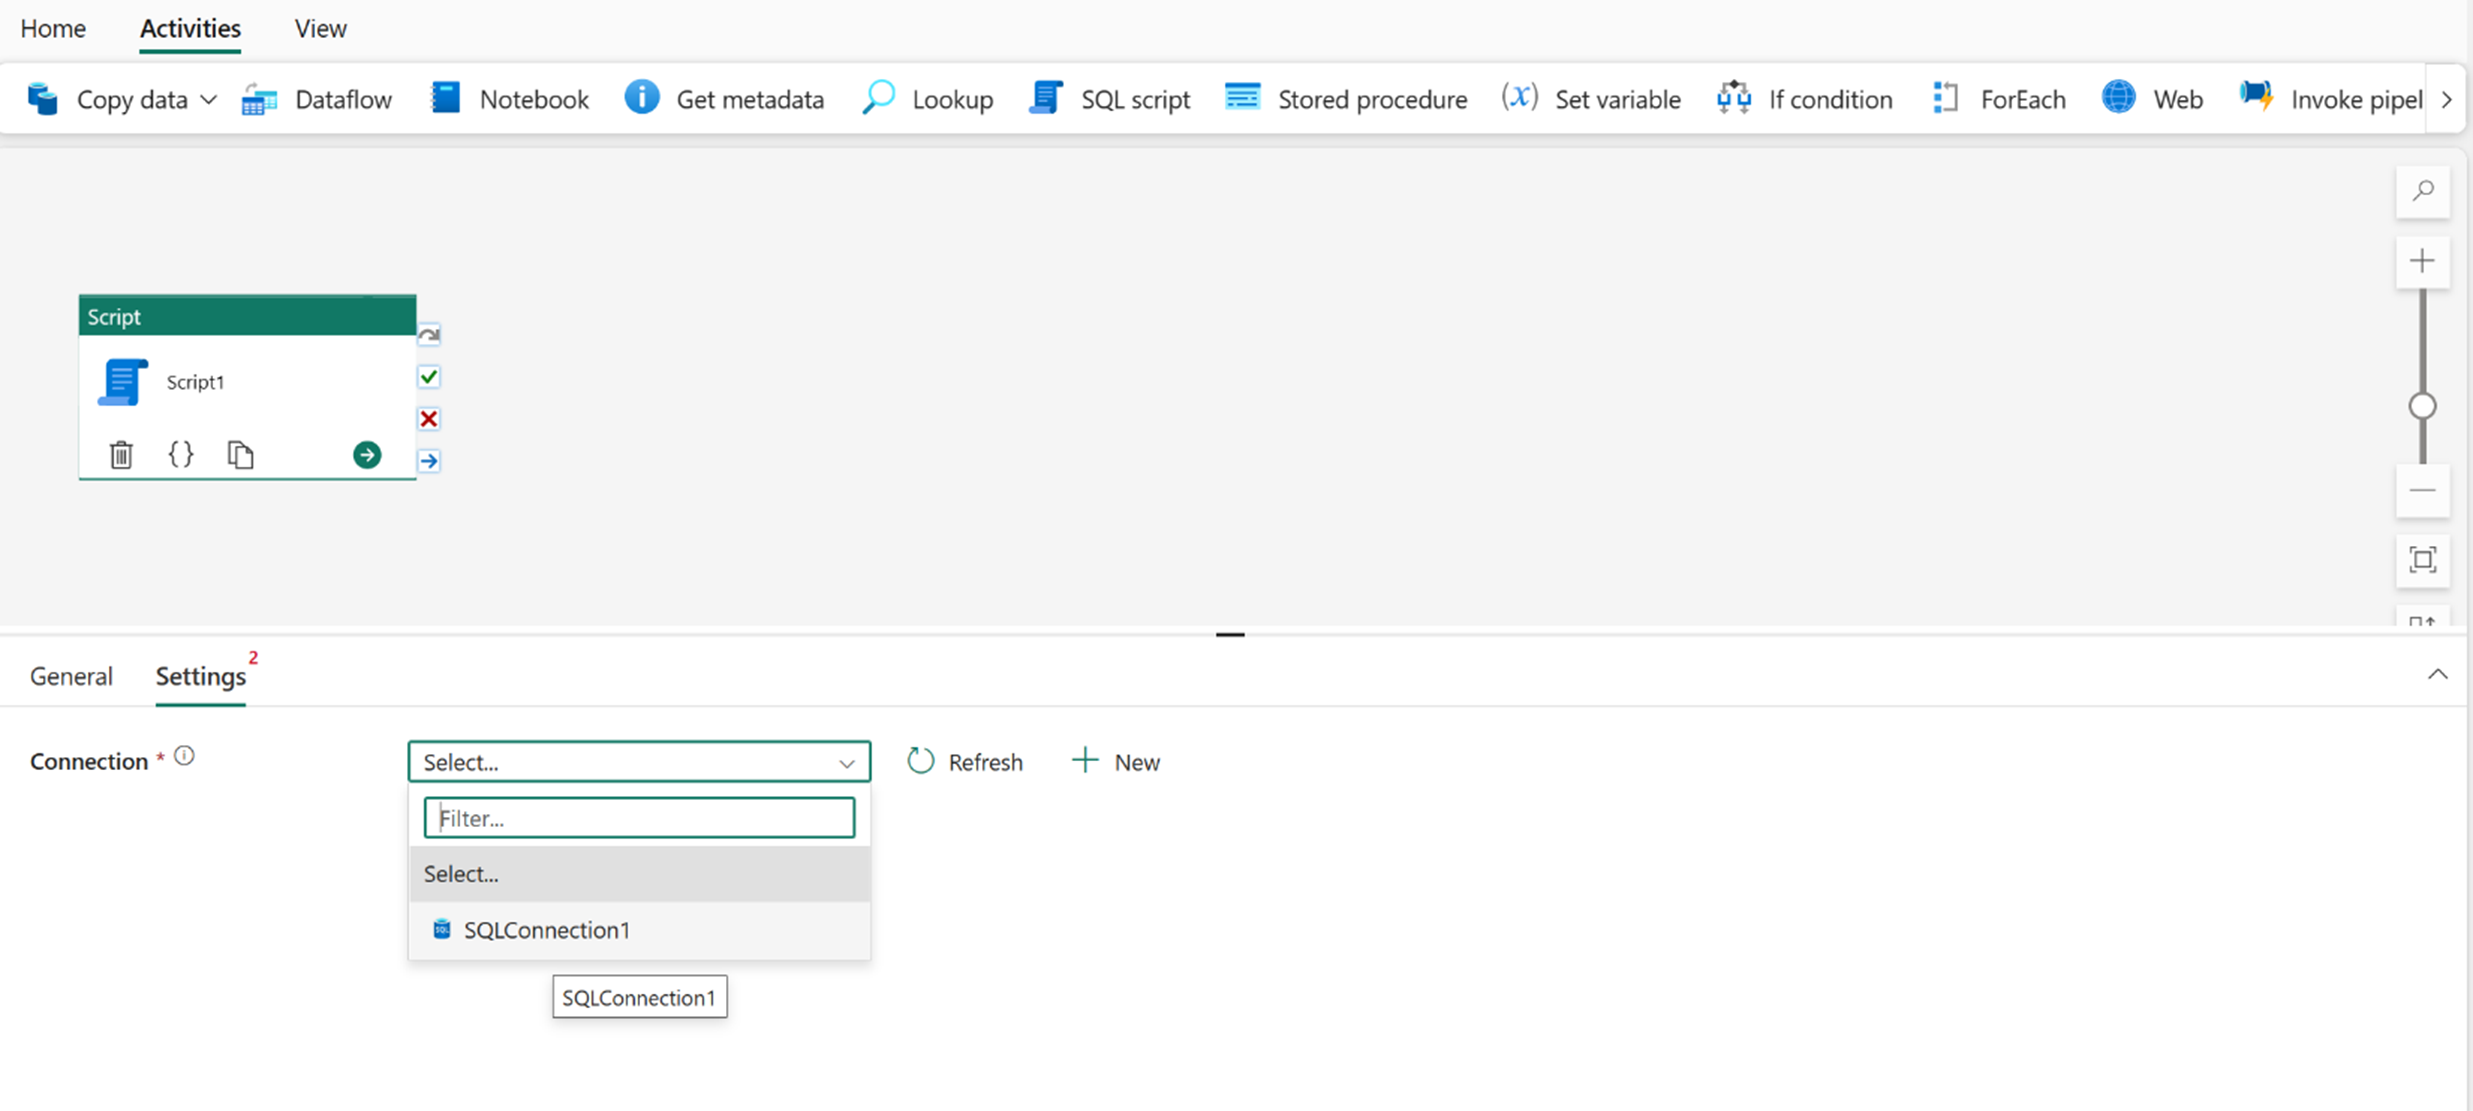 Home Activities View
Copy data Dataflow Notebook Get metadata Lookup SQL script Stored procedure (x) Set variable If condition ForEach Web Invoke pipel
Script
Script1
{}
General Settings 2
Connection * Select... Refresh New
Filter...
Select...
SQL SQLConnection1
SQLConnection1